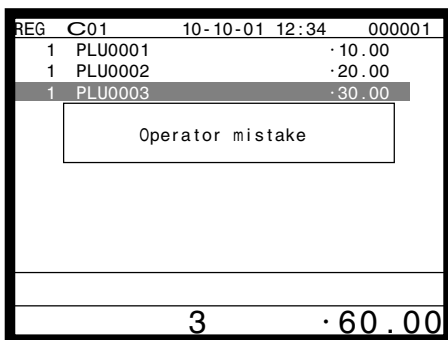 REG C01 10-10-01 12:34 000001
1 PLU0001 ·10.00
1 PLU0002 ·20.00
1 PLU0003 ·30.00
Operator mistake
3 ·60.00